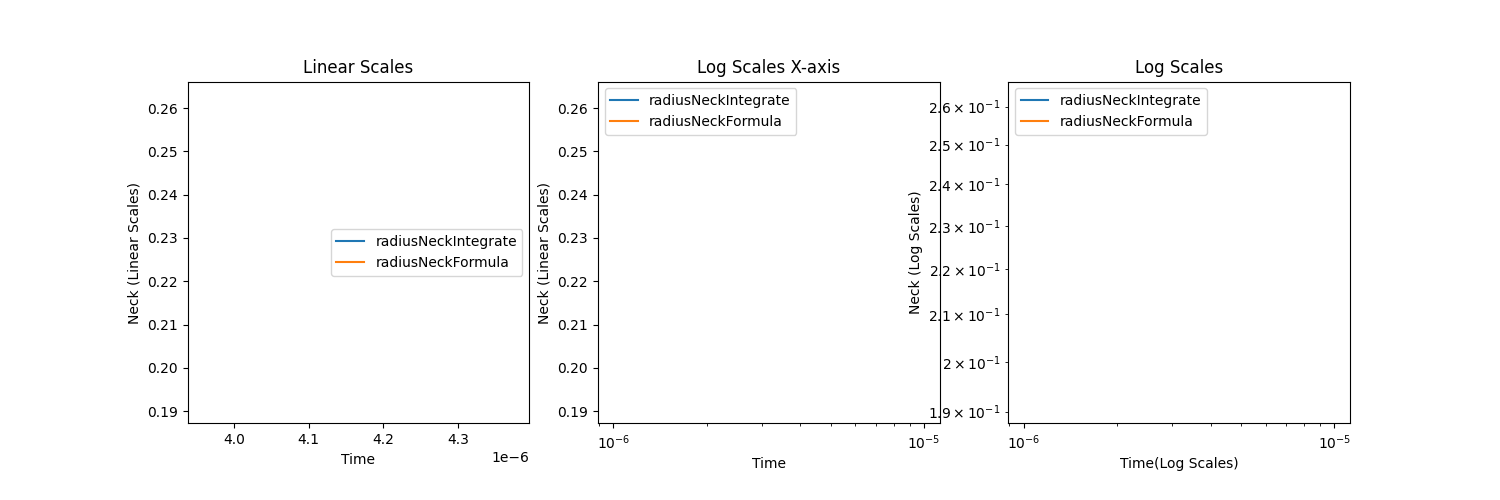 Linear Scales
Neck (Linear Scales)
0.26
0.25
0.24
0.23
0.22
0.21
0.20
0.19
radiusNeckIntegrate
radiusNeckFormula
4.0 4.1 4.2 4.3
1e−6
Time
Log Scales X-axis
Neck (Linear Scales)
0.26
0.25
0.24
0.23
0.22
0.21
0.20
0.19
radiusNeckIntegrate
radiusNeckFormula
10⁻⁶ 10⁻⁵
Time
Log Scales
Neck (Log Scales)
2.6 × 10⁻¹
2.5 × 10⁻¹
2.4 × 10⁻¹
2.3 × 10⁻¹
2.2 × 10⁻¹
2.1 × 10⁻¹
2 × 10⁻¹
1.9 × 10⁻¹
radiusNeckIntegrate
radiusNeckFormula
10⁻⁶ 10⁻⁵
Time(Log Scales)